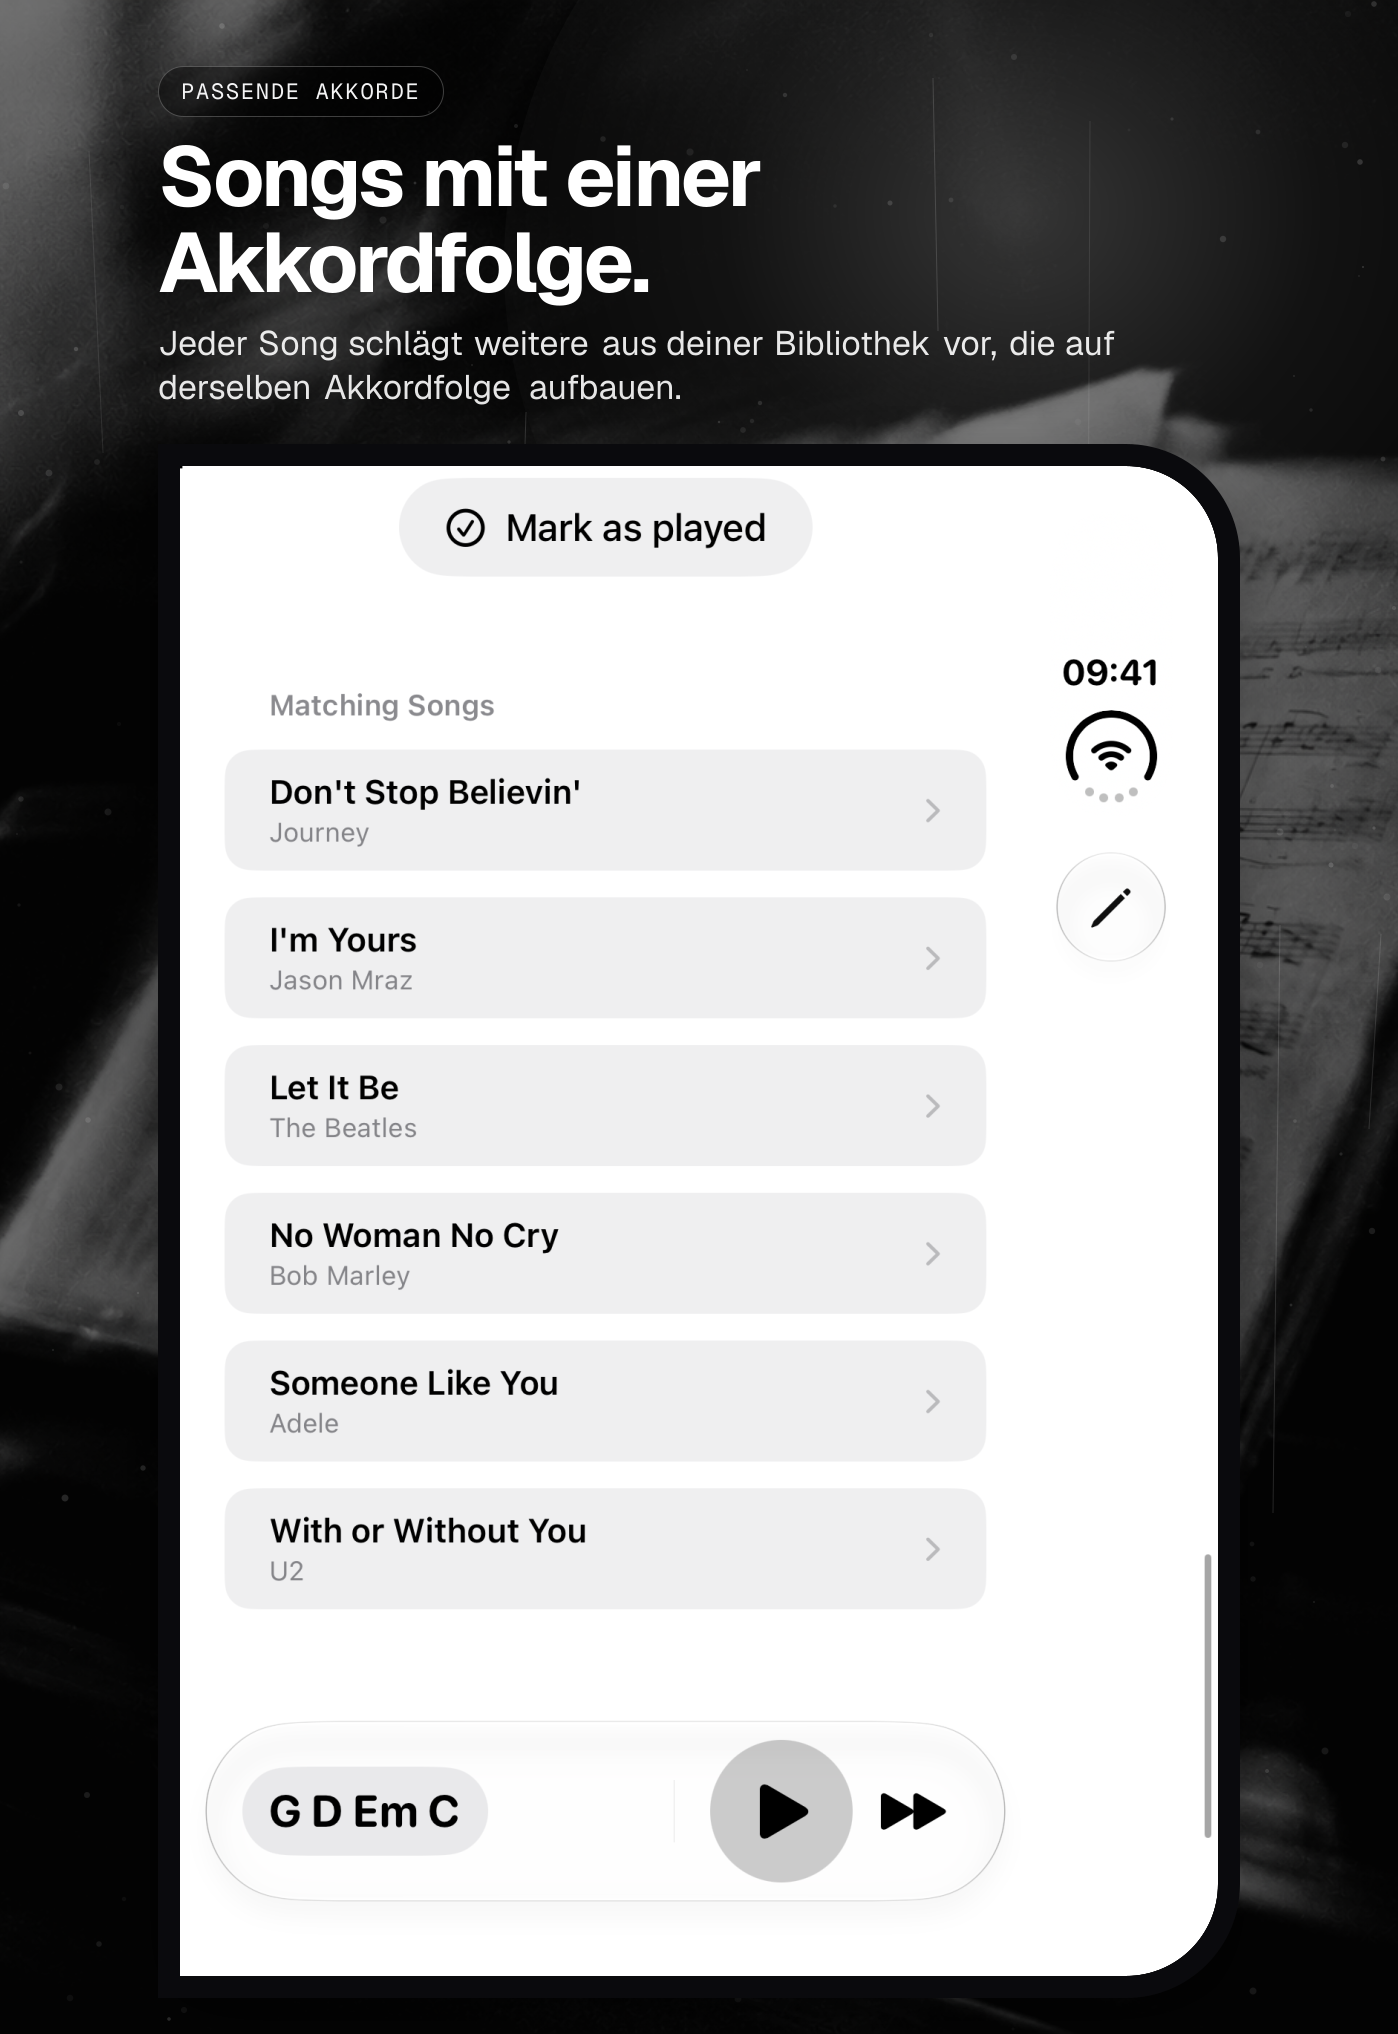 PASSENDE AKKORDE
Songs mit einer
Akkordfolge.
Jeder Song schlägt weitere aus deiner Bibliothek vor, die auf
derselben Akkordfolge aufbauen.
Mark as played
09:41
Matching Songs
Don't Stop Believin'
Journey
I'm Yours
Jason Mraz
Let It Be
The Beatles
No Woman No Cry
Bob Marley
Someone Like You
Adele
With or Without You
U2
G D Em C